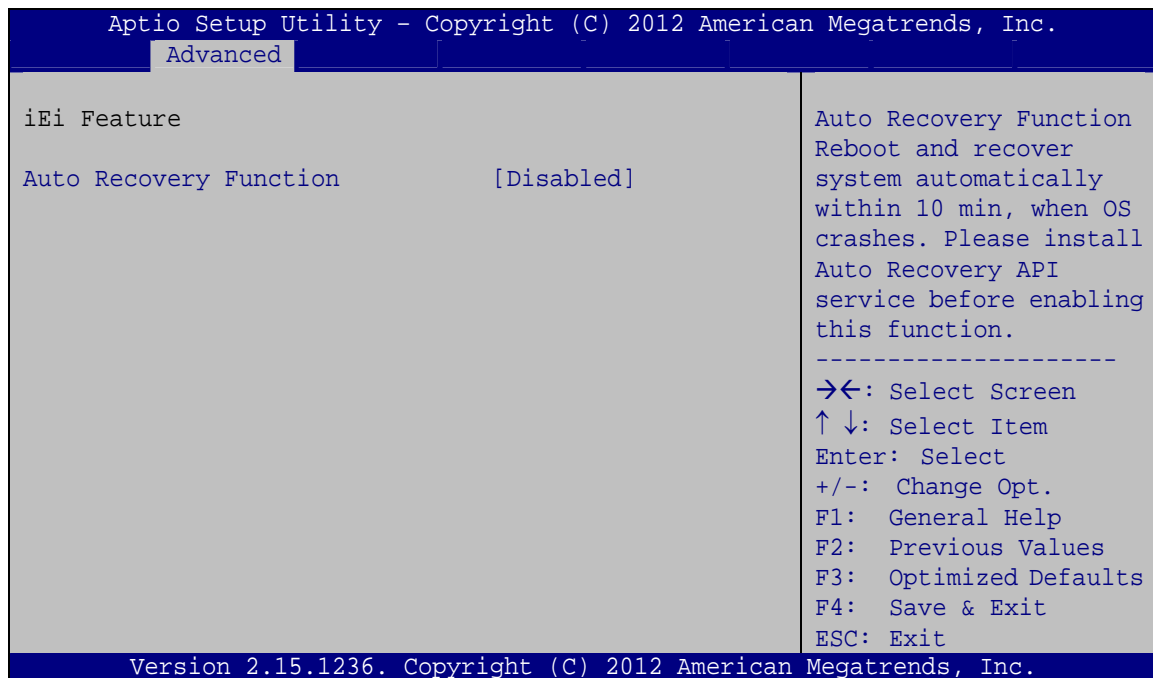 Aptio Setup Utility – Copyright (C) 2012 American Megatrends, Inc.
Advanced
iEi Feature
Auto Recovery Function [Disabled]
Auto Recovery Function
Reboot and recover
system automatically
within 10 min, when OS
crashes. Please install
Auto Recovery API
service before enabling
this function.
---------------------
→←: Select Screen
↑ ↓: Select Item
Enter: Select
+/-: Change Opt.
F1: General Help
F2: Previous Values
F3: Optimized Defaults
F4: Save & Exit
ESC: Exit
Version 2.15.1236. Copyright (C) 2012 American Megatrends, Inc.